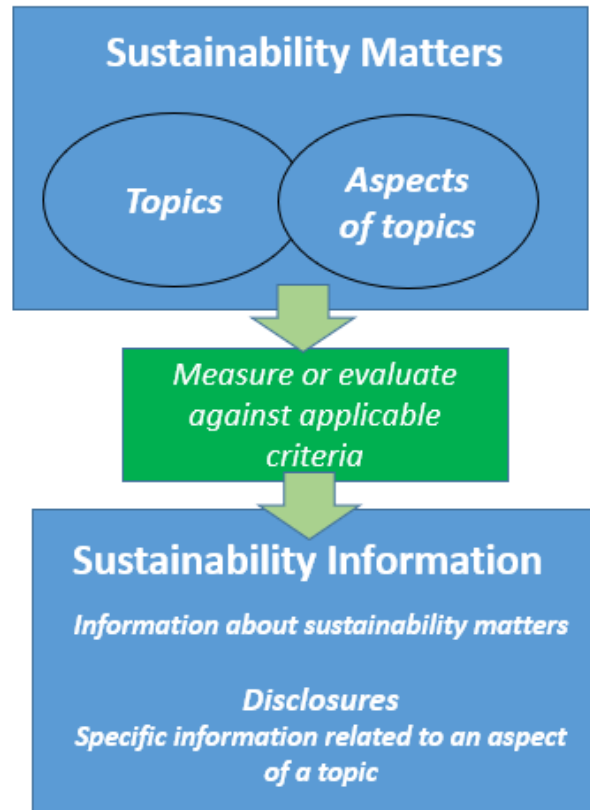 Sustainability Matters
Topics
Aspects
of topics
Measure or evaluate
against applicable
criteria
Sustainability Information
Information about sustainability matters
Disclosures
Specific information related to an aspect
of a topic